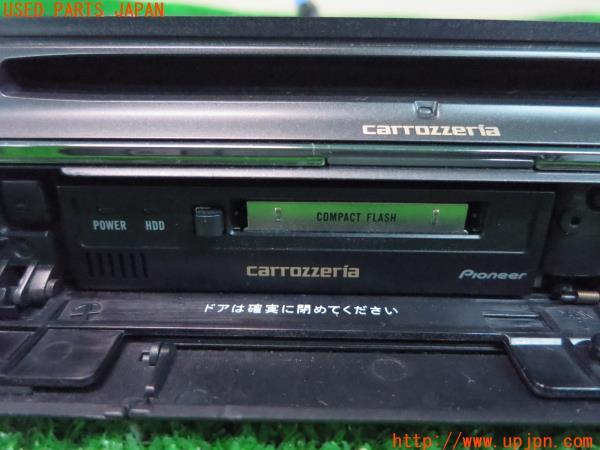 USED PARTS JAPAN
carrozzeria
COMPACT FLASH
POWER HDD
carrozzeria
Pioneer
ドアは確実に閉めてください
http://www.upjpn.com